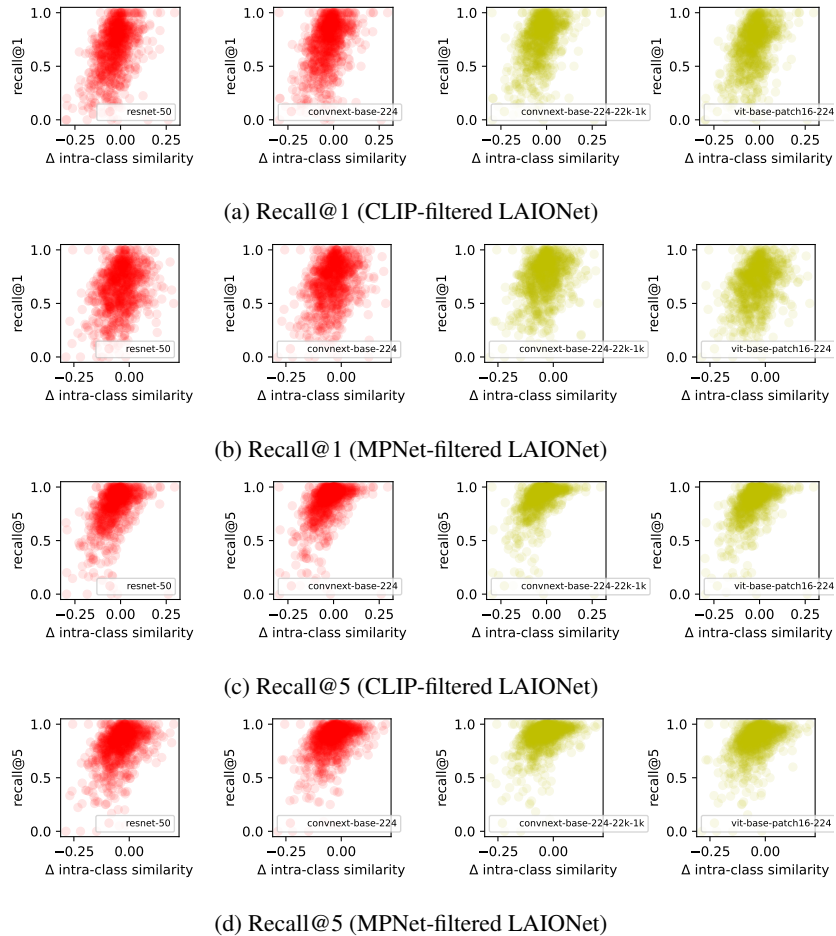 recall@1
1.0
0.5
0.0
resnet-50
−0.25 0.00 0.25
Δ intra-class similarity
recall@1
1.0
0.5
0.0
convnext-base-224
−0.25 0.00 0.25
Δ intra-class similarity
recall@1
1.0
0.5
0.0
convnext-base-224-22k-1k
−0.25 0.00 0.25
Δ intra-class similarity
recall@1
1.0
0.5
0.0
vit-base-patch16-224
−0.25 0.00 0.25
Δ intra-class similarity
(a) Recall@1 (CLIP-filtered LAIONet)
recall@1
1.0
0.5
0.0
resnet-50
−0.25 0.00
Δ intra-class similarity
recall@1
1.0
0.5
0.0
convnext-base-224
−0.25 0.00
Δ intra-class similarity
recall@1
1.0
0.5
0.0
convnext-base-224-22k-1k
−0.25 0.00
Δ intra-class similarity
recall@1
1.0
0.5
0.0
vit-base-patch16-224
−0.25 0.00
Δ intra-class similarity
(b) Recall@1 (MPNet-filtered LAIONet)
recall@5
1.0
0.5
0.0
resnet-50
−0.25 0.00 0.25
Δ intra-class similarity
recall@5
1.0
0.5
0.0
convnext-base-224
−0.25 0.00 0.25
Δ intra-class similarity
recall@5
1.0
0.5
0.0
convnext-base-224-22k-1k
−0.25 0.00 0.25
Δ intra-class similarity
recall@5
1.0
0.5
0.0
vit-base-patch16-224
−0.25 0.00 0.25
Δ intra-class similarity
(c) Recall@5 (CLIP-filtered LAIONet)
recall@5
1.0
0.5
0.0
resnet-50
−0.25 0.00
Δ intra-class similarity
recall@5
1.0
0.5
0.0
convnext-base-224
−0.25 0.00
Δ intra-class similarity
recall@5
1.0
0.5
0.0
convnext-base-224-22k-1k
−0.25 0.00
Δ intra-class similarity
recall@5
1.0
0.5
0.0
vit-base-patch16-224
−0.25 0.00
Δ intra-class similarity
(d) Recall@5 (MPNet-filtered LAIONet)